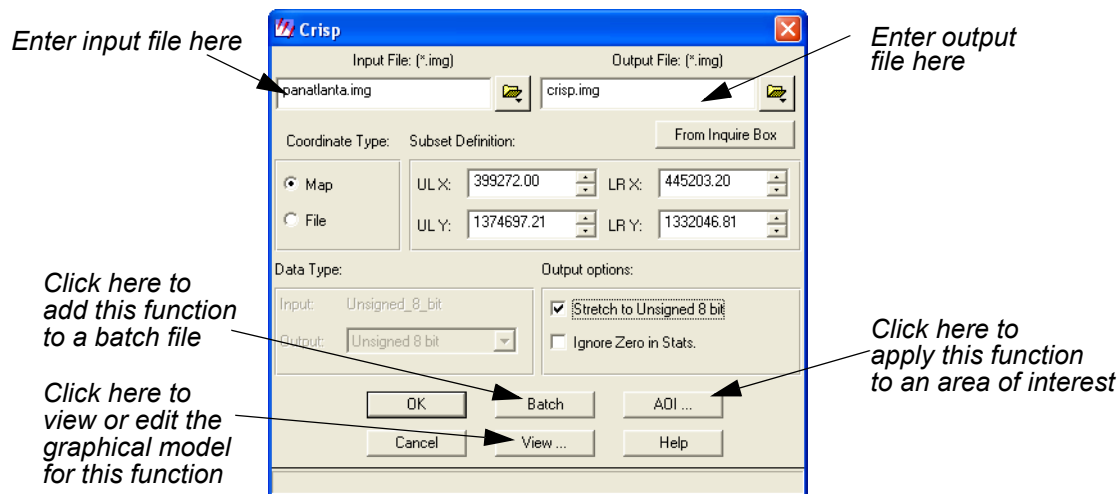 Crisp
Enter input file here
Enter output
file here
Input File: (*.img)
Output File: (*.img)
panatlanta.img
crisp.img
From Inquire Box
Coordinate Type:
Subset Definition:
Map
File
UL X: 399272.00
LR X: 445203.20
UL Y: 1374697.21
LR Y: 1332046.81
Data Type:
Output options:
Input: Unsigned_8_bit
Output: Unsigned 8 bit
Stretch to Unsigned 8 bit
Ignore Zero in Stats.
Click here to
add this function
to a batch file
Click here to
apply this function
to an area of interest
Click here to
view or edit the
graphical model
for this function
OK
Batch
AOI ...
Cancel
View ...
Help